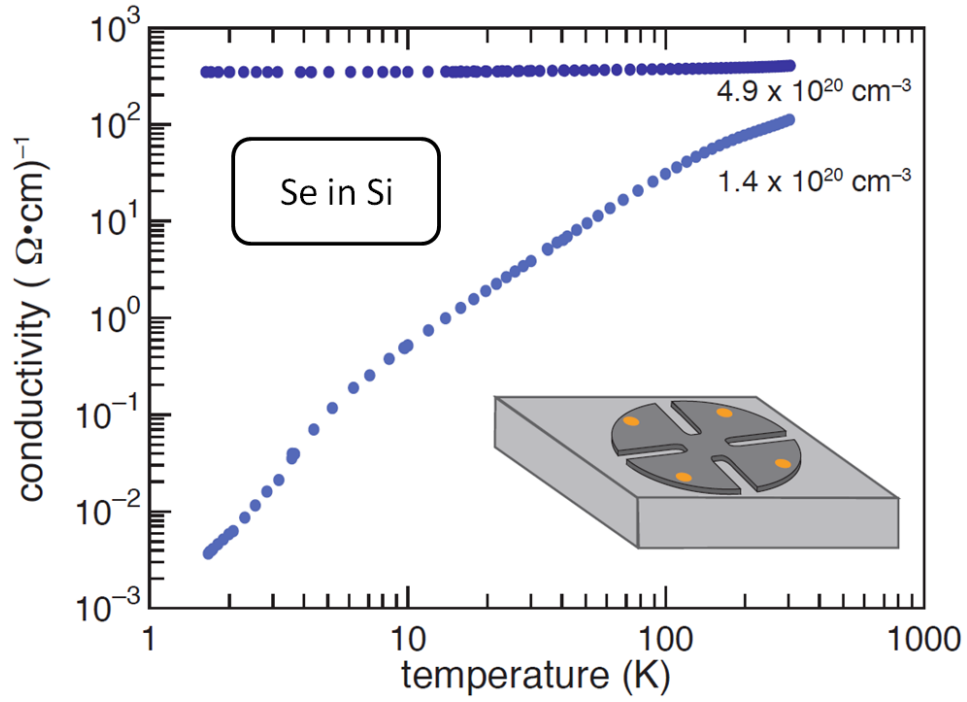 10³
10²
10¹
10⁰
10⁻¹
10⁻²
10⁻³
conductivity ( Ω•cm)⁻¹
4.9 x 10²⁰ cm⁻³
1.4 x 10²⁰ cm⁻³
Se in Si
1 10 100 1000
temperature (K)